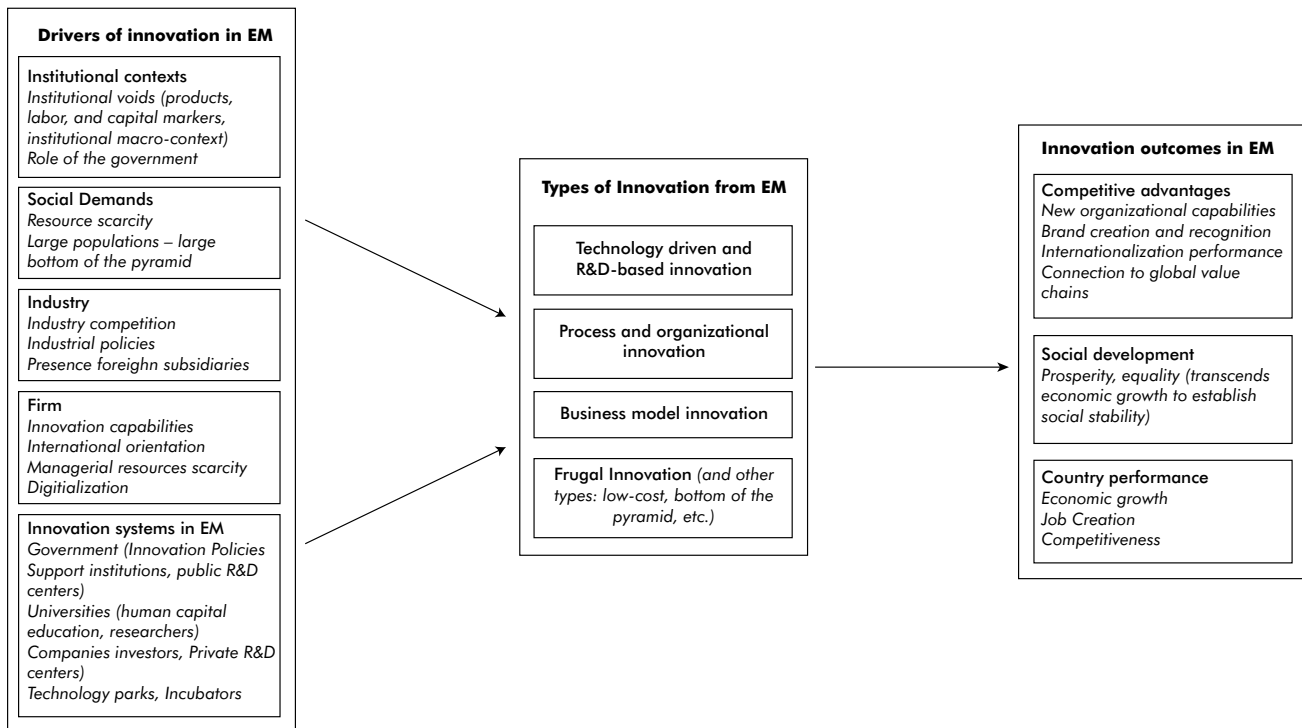 Drivers of innovation in EM
Institutional contexts
Institutional voids (products,
labor, and capital markers,
institutional macro-context)
Role of the government
Social Demands
Resource scarcity
Large populations – large
bottom of the pyramid
Industry
Industry competition
Industrial policies
Presence foreighn subsidiaries
Firm
Innovation capabilities
International orientation
Managerial resources scarcity
Digitialization
Innovation systems in EM
Government (Innovation Policies
Support institutions, public R&D
centers)
Universities (human capital
education, researchers)
Companies investors, Private R&D
centers)
Technology parks, Incubators
Types of Innovation from EM
Technology driven and
R&D-based innovation
Process and organizational
innovation
Business model innovation
Frugal Innovation (and other
types: low-cost, bottom of the
pyramid, etc.)
Innovation outcomes in EM
Competitive advantages
New organizational capabilities
Brand creation and recognition
Internationalization performance
Connection to global value
chains
Social development
Prosperity, equality (transcends
economic growth to establish
social stability)
Country performance
Economic growth
Job Creation
Competitiveness